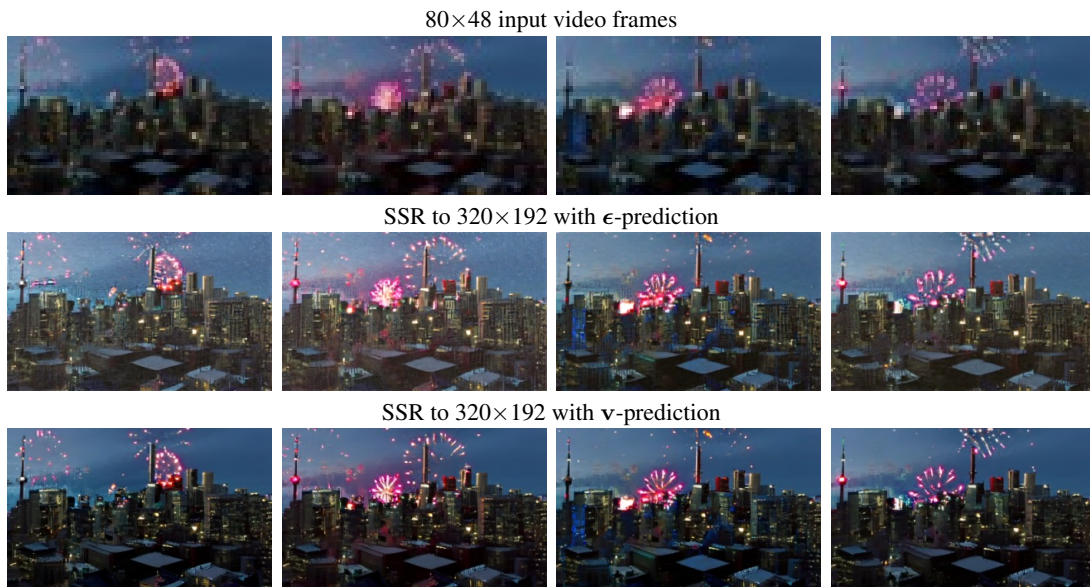 80×48 input video frames
SSR to 320×192 with ϵ-prediction
SSR to 320×192 with v-prediction